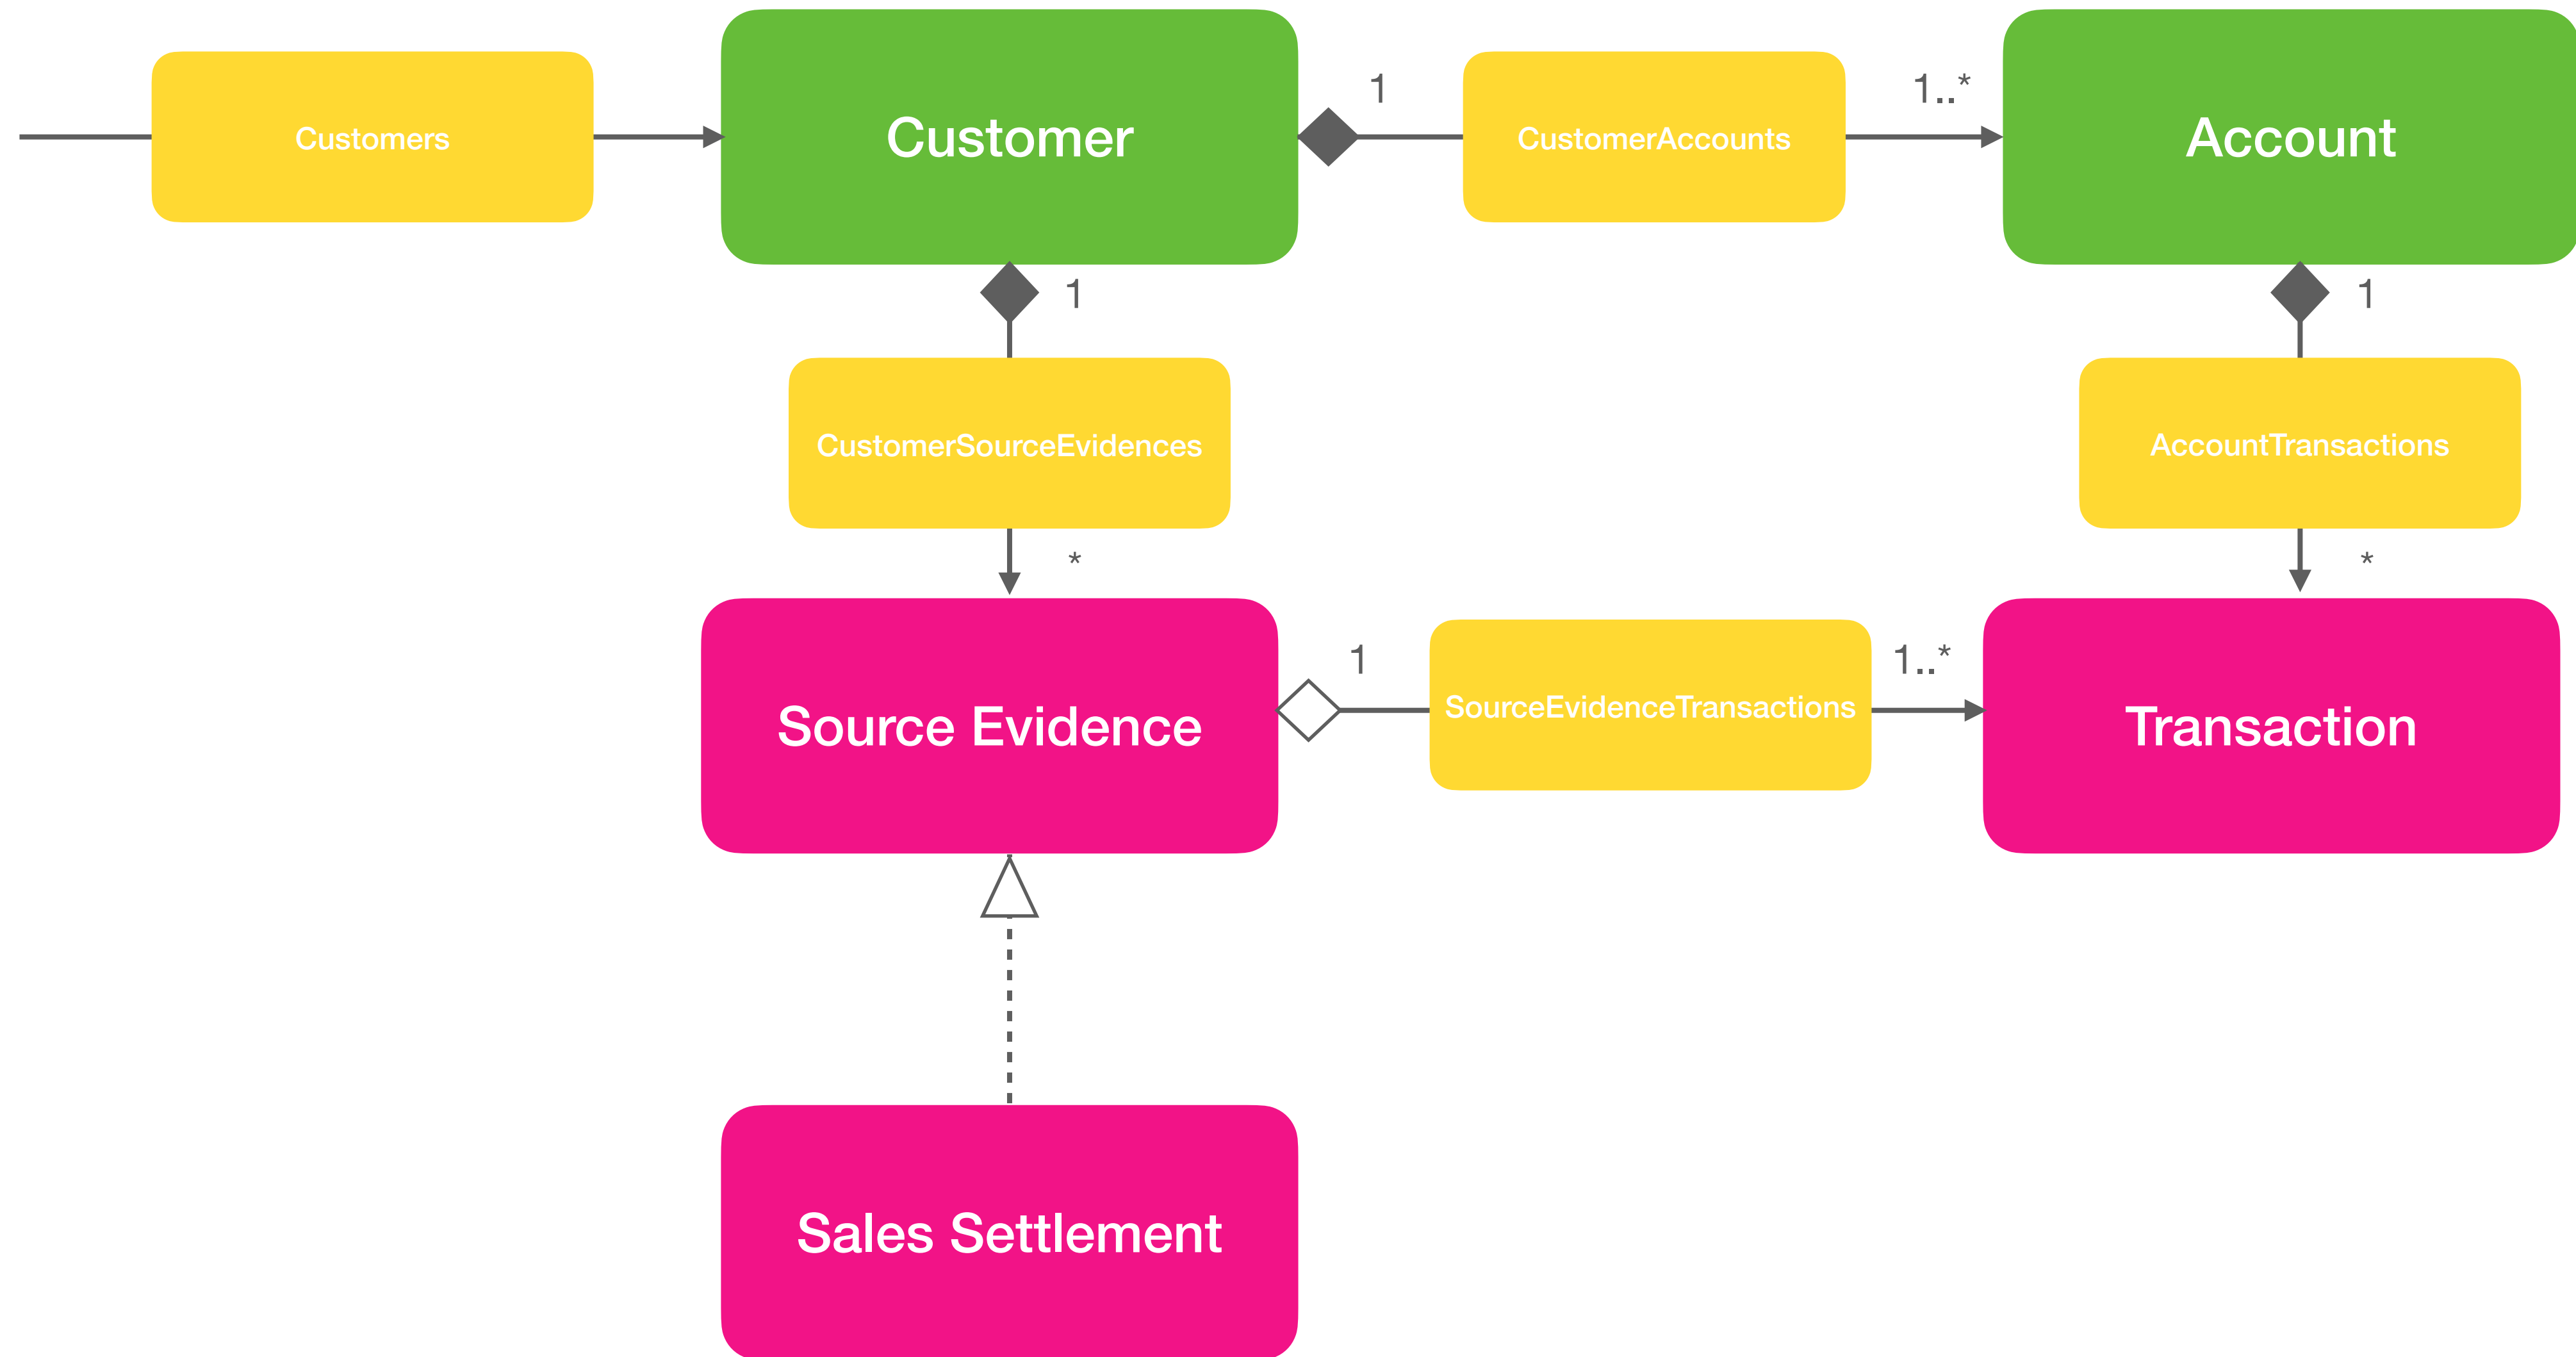 Customers
Customer
1
CustomerAccounts
1..*
Account
1
1
CustomerSourceEvidences
AccountTransactions
*
*
Source Evidence
1
SourceEvidenceTransactions
1..*
Transaction
Sales Settlement